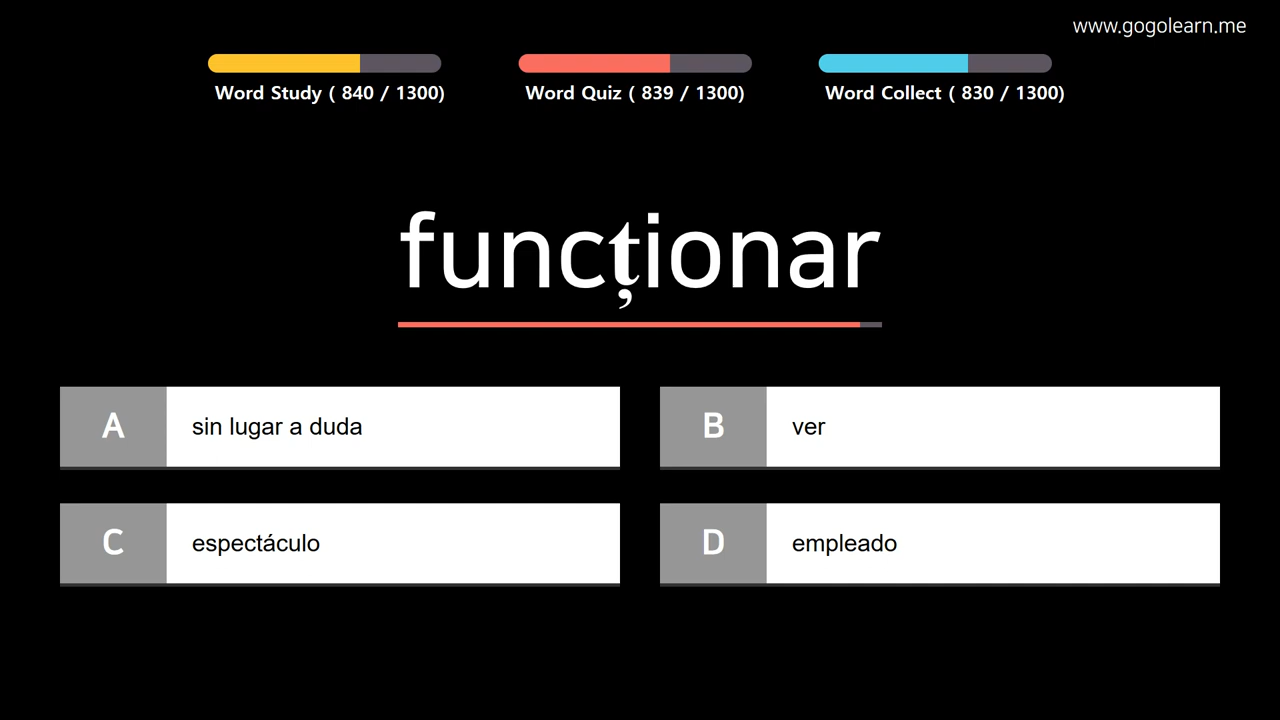 www.gogolearn.me
Word Study ( 840 / 1300)
Word Quiz ( 839 / 1300)
Word Collect ( 830 / 1300)
funcționar
A sin lugar a duda
B ver
C espectáculo
D empleado